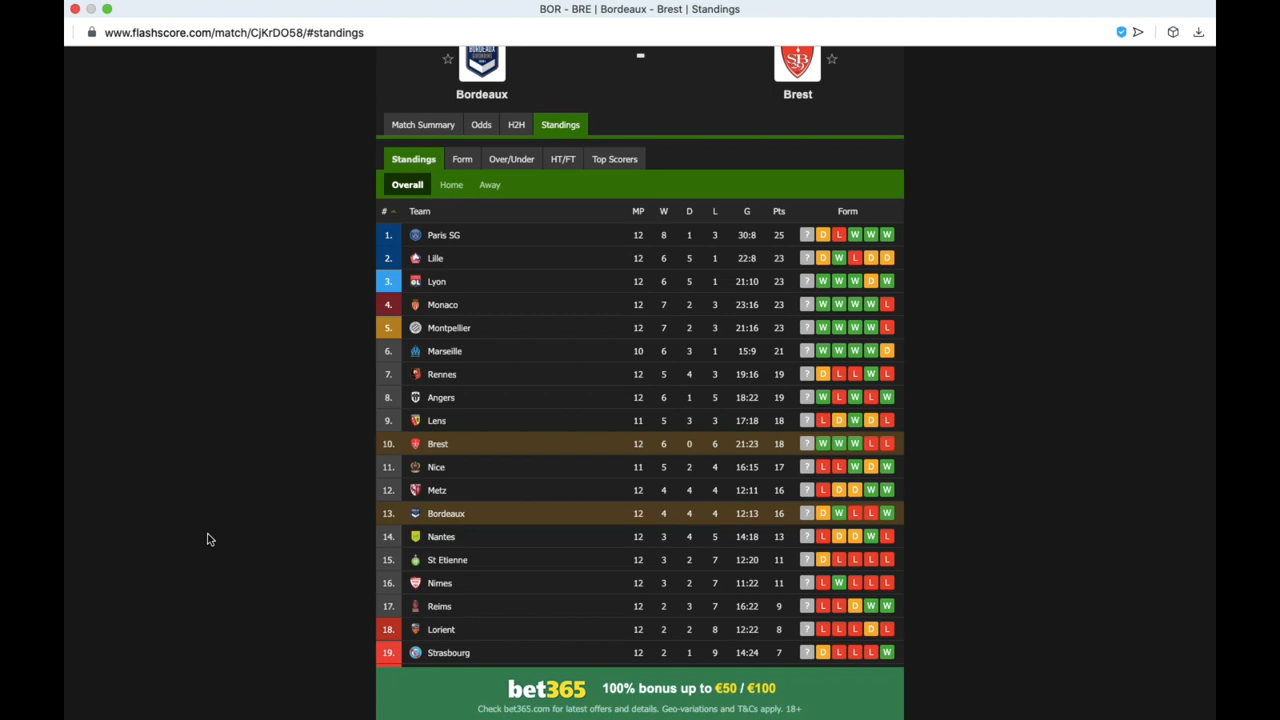 BOR - BRE | Bordeaux - Brest | Standings
www.flashscore.com/match/CjKrDO58/#standings
BORDEAUX
Bordeaux - Brest
Match Summary Odds H2H Standings
Standings Form Over/Under HT/FT Top Scorers
Overall Home Away
# Team MP W D L G Pts Form
1. Paris SG 12 8 1 3 30:8 25 ? D L W W W
2. Lille 12 6 5 1 22:8 23 ? D W L D D
3. Lyon 12 6 5 1 21:10 23 ? W W W D W
4. Monaco 12 7 2 3 23:16 23 ? W W W W L
5. Montpellier 12 7 2 3 21:16 23 ? W W W W L
6. Marseille 10 6 3 1 15:9 21 ? W W W W D
7. Rennes 12 5 4 3 19:16 19 ? D L L W L
8. Angers 12 6 1 5 18:22 19 ? W L W L W
9. Lens 11 5 3 3 17:18 18 ? L D W D L
10. Brest 12 6 0 6 21:23 18 ? W W W L L
11. Nice 11 5 2 4 16:15 17 ? L L W D W
12. Metz 12 4 4 4 12:11 16 ? L D D W W
13. Bordeaux 12 4 4 4 12:13 16 ? D W L L W
14. Nantes 12 3 4 5 14:18 13 ? L D D W L
15. St Etienne 12 3 2 7 12:20 11 ? D L L L L
16. Nimes 12 3 2 7 11:22 11 ? L W L L L
17. Reims 12 2 3 7 16:22 9 ? L L D W W
18. Lorient 12 2 2 8 12:22 8 ? L L L D L
19. Strasbourg 12 2 1 9 14:24 7 ? D L L L W
bet365 100% bonus up to €50 / €100
Check bet365.com for latest offers and details. Geo-variations and T&Cs apply. 18+